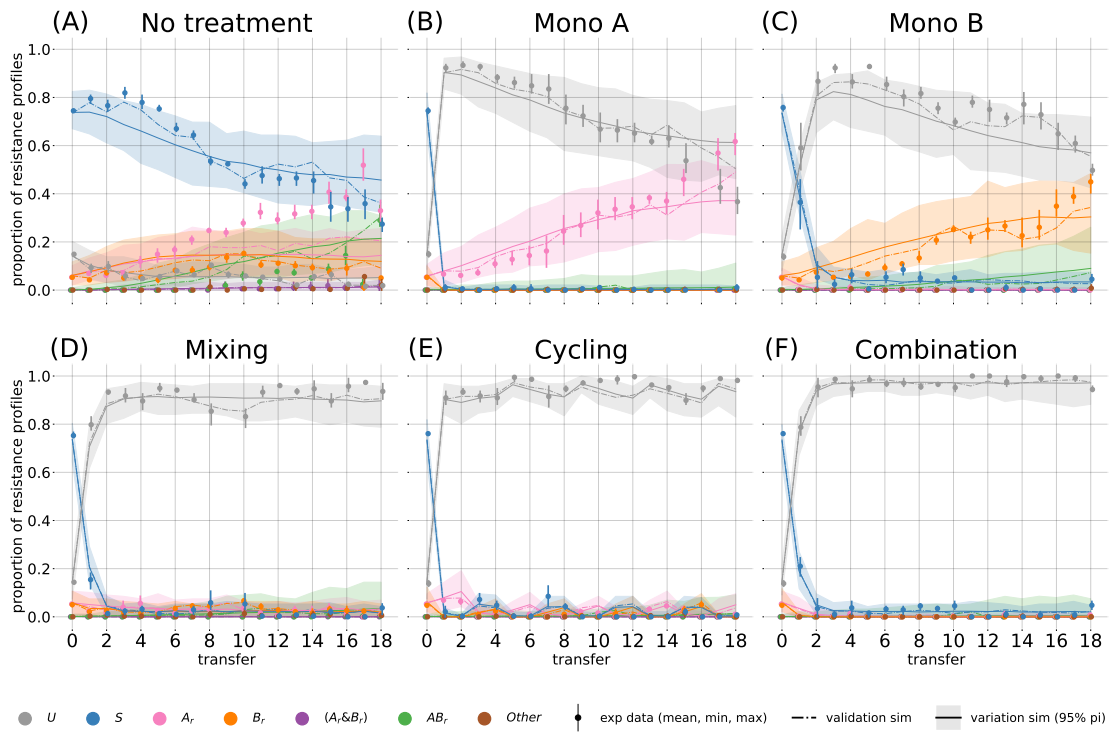 (A) No treatment
(B) Mono A
(C) Mono B
proportion of resistance profiles
1.0
0.8
0.6
0.4
0.2
0.0
(D) Mixing
(E) Cycling
(F) Combination
proportion of resistance profiles
1.0
0.8
0.6
0.4
0.2
0.0
0 2 4 6 8 10 12 14 16 18
0 2 4 6 8 10 12 14 16 18
0 2 4 6 8 10 12 14 16 18
transfer
transfer
transfer
U S Ar Br (Ar&Br) ABr Other exp data (mean, min, max) validation sim variation sim (95% pi)